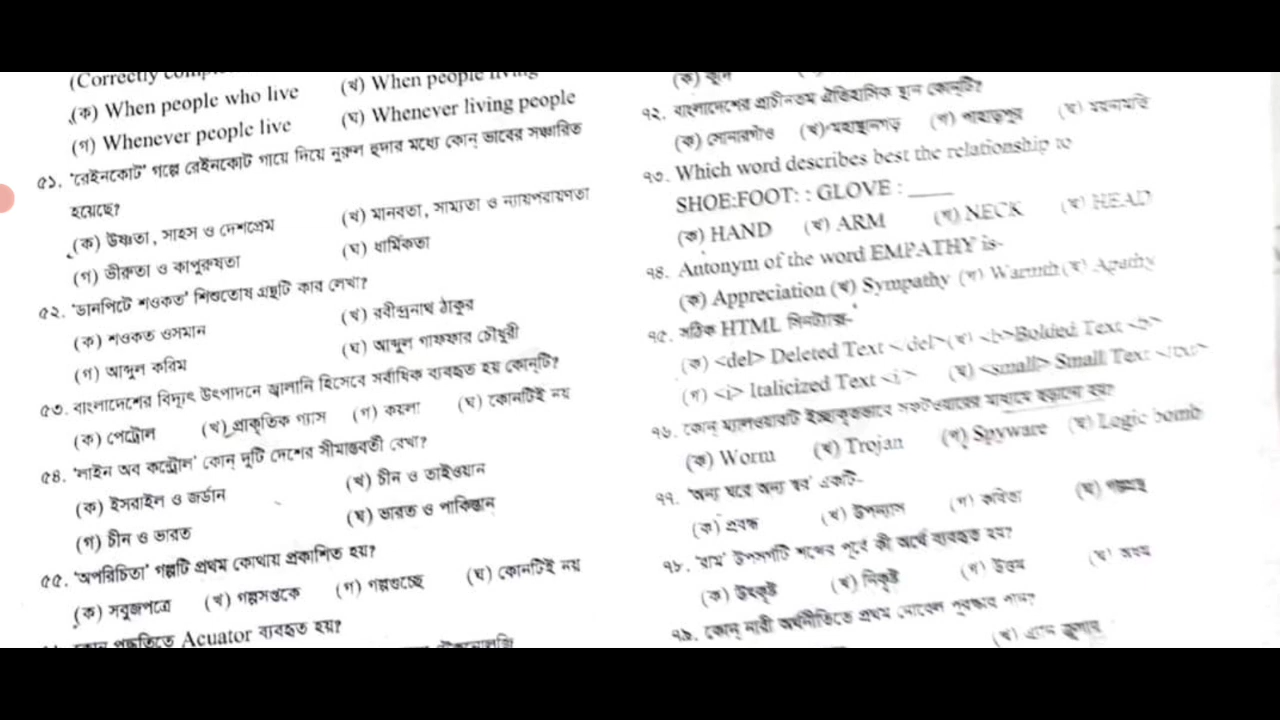 (Correctly
(ক) When people who live
(খ) When people living
(গ) Whenever people live
(ঘ) Whenever living people
৫১. 'রেইনকোট' গল্পে রেইনকোট গায়ে দিয়ে নুরুল হুদার মধ্যে কোন্ ভাবের সঞ্চারিত
হয়েছে?
(ক) উষ্ণতা, সাহস ও দেশপ্রেম
(খ) মানবতা, সাম্যতা ও ন্যায়পরায়ণতা
(গ) ভীরুতা ও কাপুরুষতা
(ঘ) ধার্মিকতা
৫২. 'ডানপিটে শওকত' শিশুতোষ গ্রন্থটি কার লেখা?
(ক) শওকত ওসমান
(খ) রবীন্দ্রনাথ ঠাকুর
(গ) আব্দুল করিম
(ঘ) আব্দুল গাফফার চৌধুরী
৫৩. বাংলাদেশের বিদ্যুৎ উৎপাদনে জ্বালানি হিসেবে সর্বাধিক ব্যবহৃত হয় কোন্‌টি?
(ক) পেট্রোল (খ) প্রাকৃতিক গ্যাস (গ) কয়লা (ঘ) কোনটিই নয়
৫৪. 'লাইন অব কন্ট্রোল' কোন্ দুটি দেশের সীমান্তবর্তী রেখা?
(ক) ইসরাইল ও জর্ডান
(খ) চীন ও তাইওয়ান
(গ) চীন ও ভারত
(ঘ) ভারত ও পাকিস্তান
৫৫. 'অপরিচিতা' গল্পটি প্রথম কোথায় প্রকাশিত হয়?
(ক) সবুজপত্রে (খ) গল্পসপ্তকে (গ) গল্পগুচ্ছে (ঘ) কোনটিই নয়
কোন্ পদ্ধতিতে Acuator ব্যবহৃত হয়?
(ক) জুন
৭২. বাংলাদেশের প্রাচীনতম ঐতিহাসিক স্থান কোন্‌টি?
(ক) সোনারগাঁও (খ) মহাস্থানগড় (গ) পাহাড়পুর (ঘ) ময়নামতি
৭৩. Which word describes best the relationship to
SHOE:FOOT: : GLOVE : ____
(ক) HAND (খ) ARM (গ) NECK (ঘ) HEAD
৭৪. Antonym of the word EMPATHY is-
(ক) Appreciation (খ) Sympathy (গ) Warmth (ঘ) Apathy
৭৫. সঠিক HTML সিনট্যাক্স-
(ক) <del> Deleted Text </del> (খ) <b>Bolded Text <b>
(গ) <i> Italicized Text <i> (ঘ) <small> Small Text </txt>
৭৬. কোন্ ম্যালওয়্যারটি ইচ্ছাকৃতভাবে সফটওয়্যারের মাধ্যমে ছড়ানো হয়?
(ক) Worm (খ) Trojan (গ) Spyware (ঘ) Logic bomb
৭৭. 'অন্য ঘরে অন্য স্বর' একটি-
(ক) প্রবন্ধ (খ) উপন্যাস (গ) কবিতা (ঘ) গল্পগ্রন্থ
৭৮. 'রাম' উপসর্গটি শব্দের পূর্বে কী অর্থে ব্যবহৃত হয়?
(ক) উৎকৃষ্ট (খ) নিকৃষ্ট (গ) উত্তম (ঘ) অধম
৭৯. কোন্ নারী অর্থনীতিতে প্রথম নোবেল পুরস্কার পান?